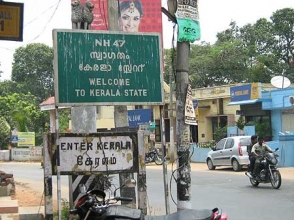 NH 47
സ്വാഗതം
കേരളാ സ്റ്റേറ്റ്
WELCOME
TO KERALA STATE
ENTER KERALA
കേരളം